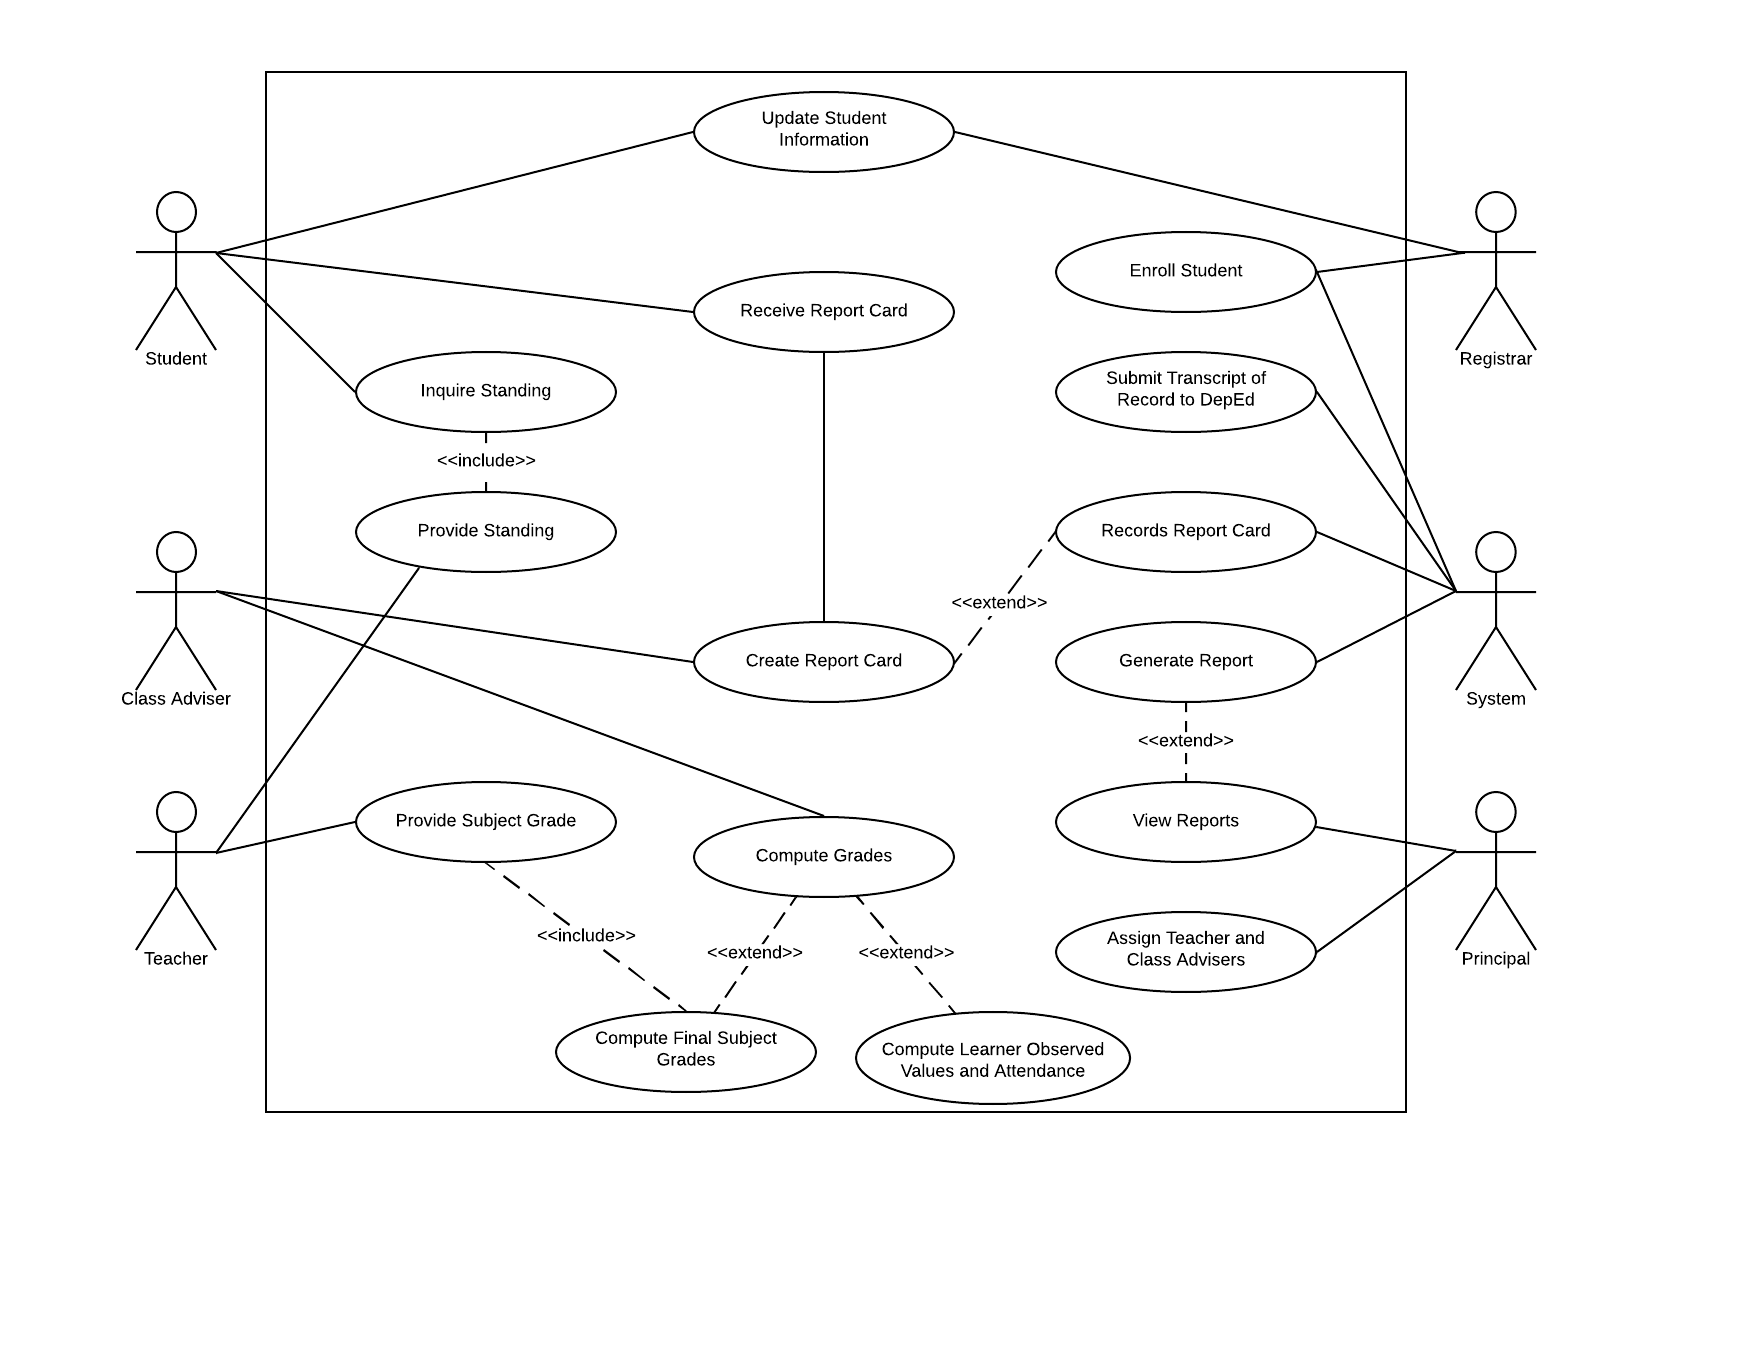 Update Student
Information
Enroll Student
Receive Report Card
Student
Registrar
Inquire Standing
Submit Transcript of
Record to DepEd
<<include>>
Provide Standing
Records Report Card
<<extend>>
Create Report Card
Generate Report
Class Adviser
System
<<extend>>
Provide Subject Grade
View Reports
Compute Grades
<<include>>
<<extend>>
<<extend>>
Assign Teacher and
Class Advisers
Teacher
Principal
Compute Final Subject
Grades
Compute Learner Observed
Values and Attendance